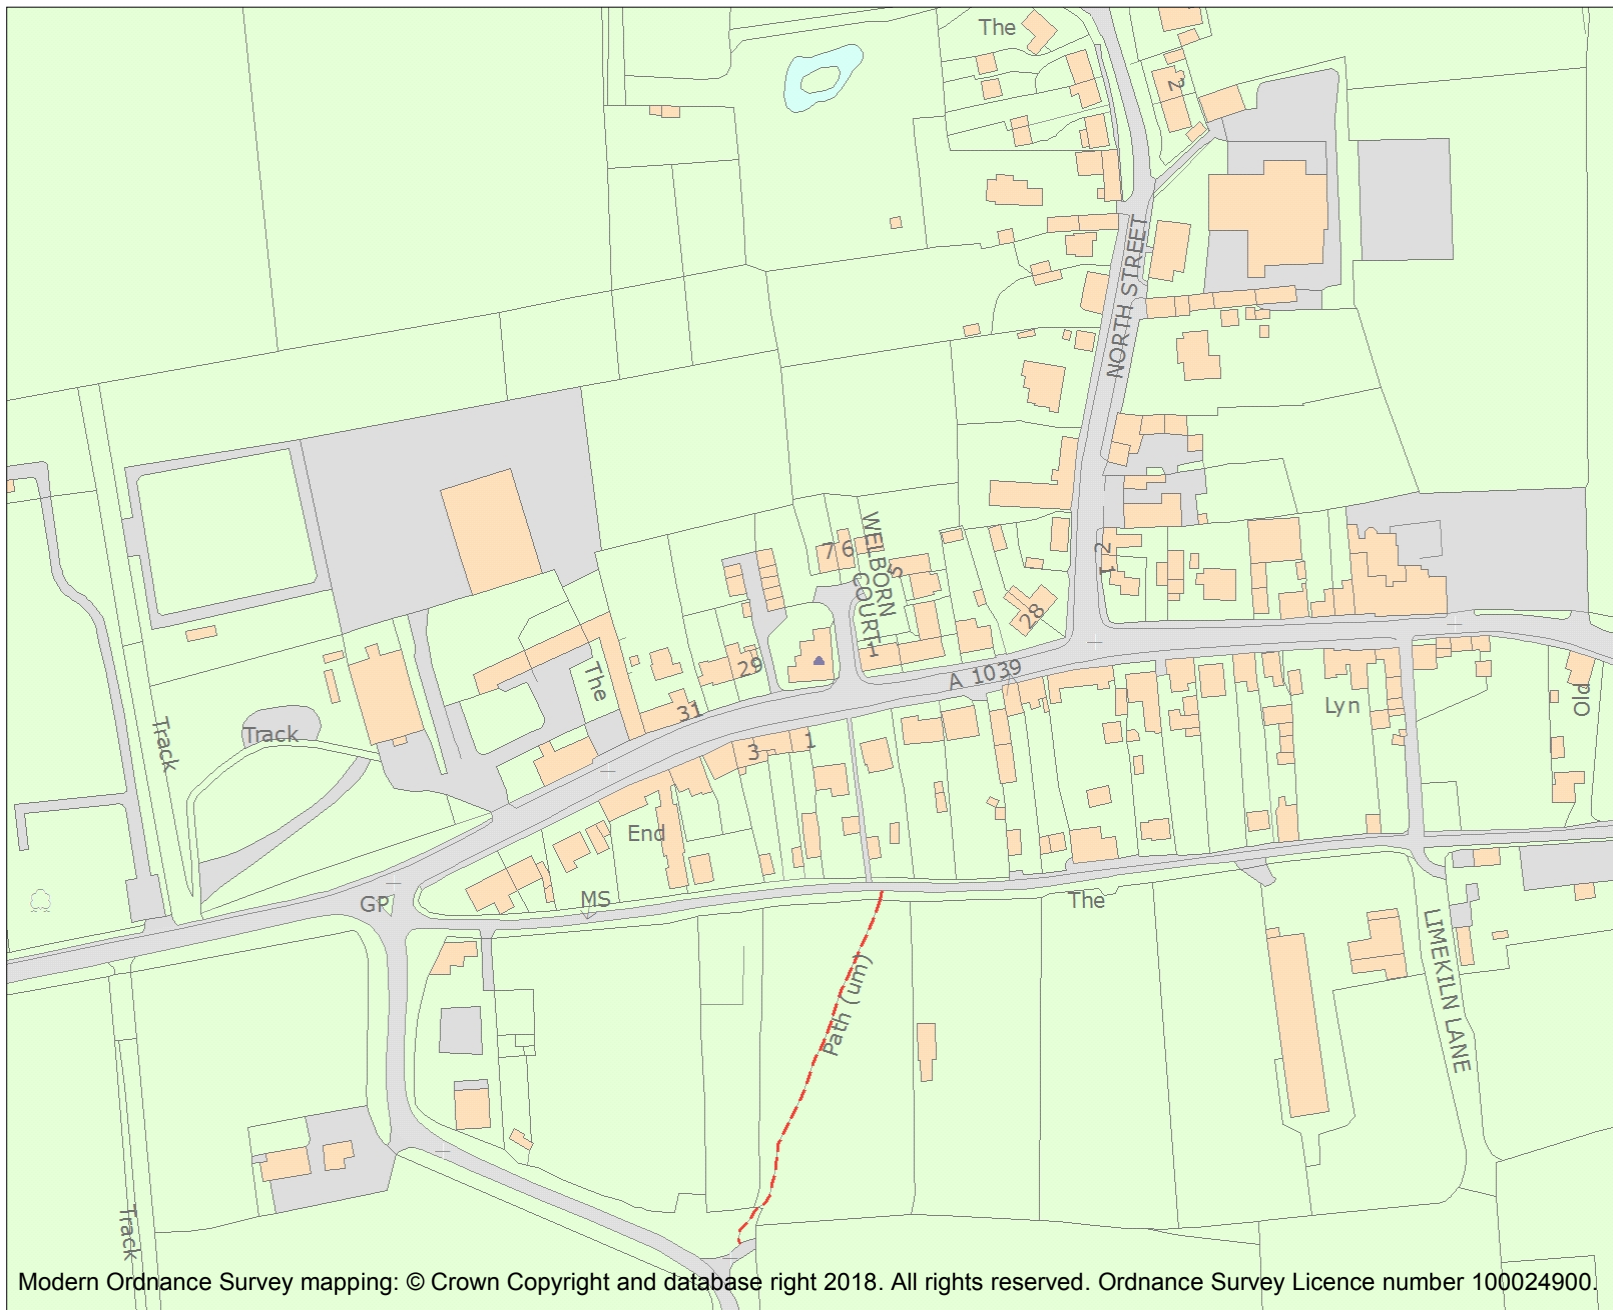 The
2
NORTH STREET
WELBORN
COURT
7 6
5
2
1
28
1
29
A 1039
The
31
Track
Track
3
1
Lyn
Old
End
GP
MS
The
Path (um)
LIMEKILN LANE
Track
Modern Ordnance Survey mapping: © Crown Copyright and database right 2018. All rights reserved. Ordnance Survey Licence number 100024900.